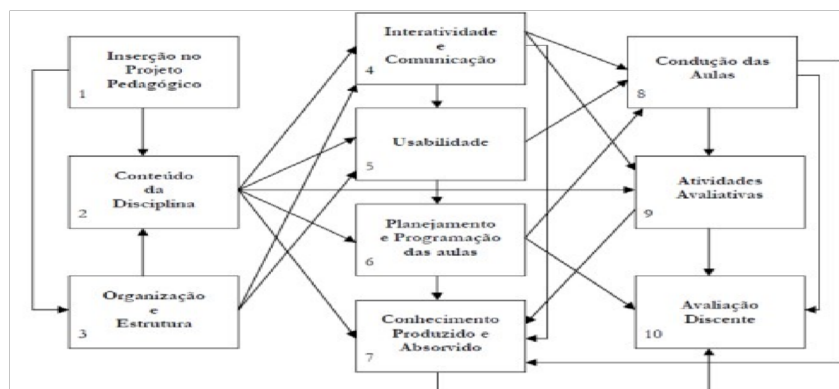 Inserção no
Projeto
Pedagógico
1
Conteúdo
da
Disciplina
2
Organização
e
Estrutura
3
Interatividade
e
Comunicação
4
Usabilidade
5
Planejamento
e Programação
das aulas
6
Conhecimento
Produzido e
Absorvido
7
Condução das
Aulas
8
Atividades
Avaliativas
9
Avaliação
Discente
10